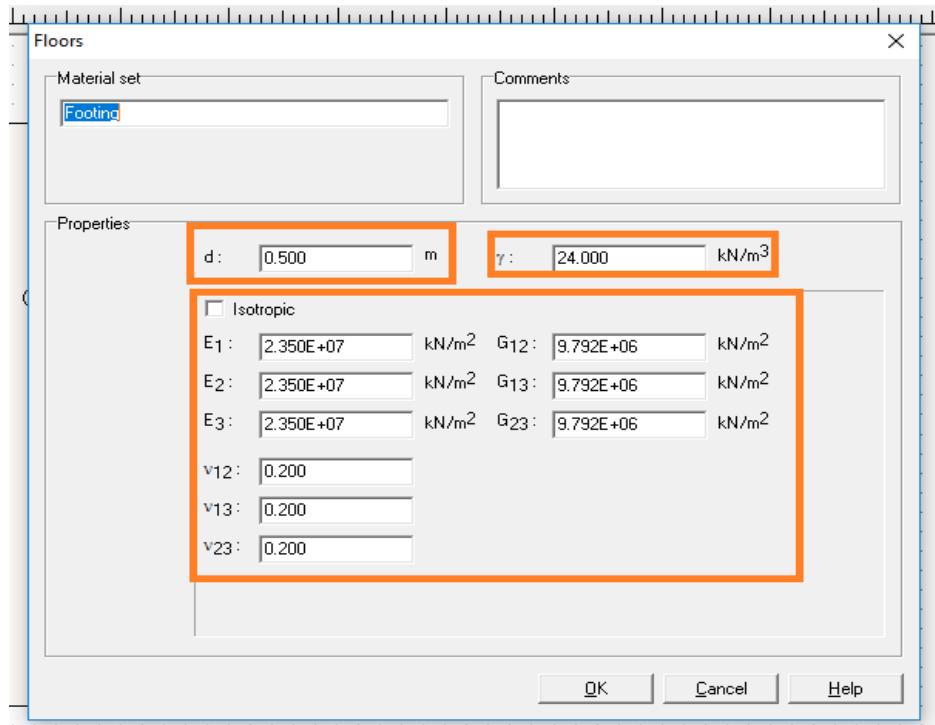 Floors
Material set
Comments
Footing
Properties
d : 0.500 m γ : 24.000 kN/m3
Isotropic
E1 : 2.350E+07 kN/m2 G12 : 9.792E+06 kN/m2
E2 : 2.350E+07 kN/m2 G13 : 9.792E+06 kN/m2
E3 : 2.350E+07 kN/m2 G23 : 9.792E+06 kN/m2
ν12 : 0.200
ν13 : 0.200
ν23 : 0.200
OK Cancel Help